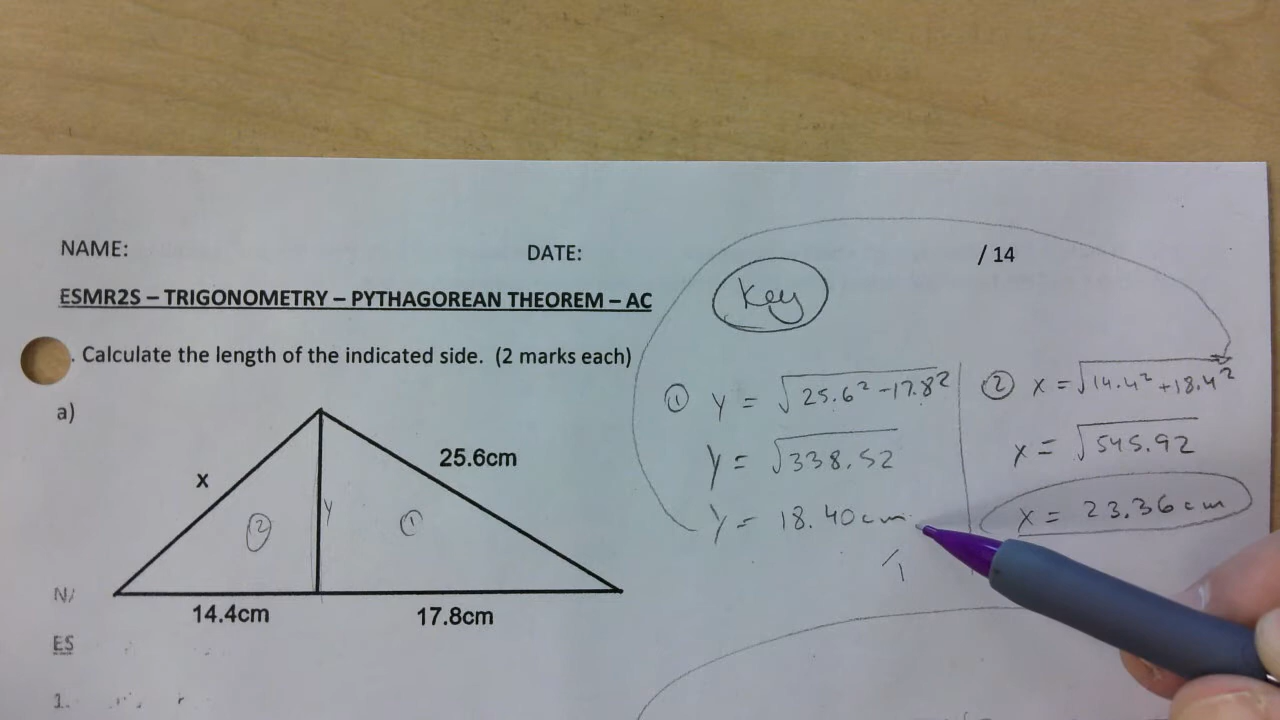 NAME:
DATE:
/ 14
ESMR2S – TRIGONOMETRY – PYTHAGOREAN THEOREM – AC
Key
. Calculate the length of the indicated side. (2 marks each)
a)
x
25.6cm
y
②
①
14.4cm
17.8cm
① y = √25.6² - 17.8²
y = √338.52
y = 18.40cm
② x = √14.4² + 18.4²
x = √545.92
x = 23.36cm
N/
ES
1.